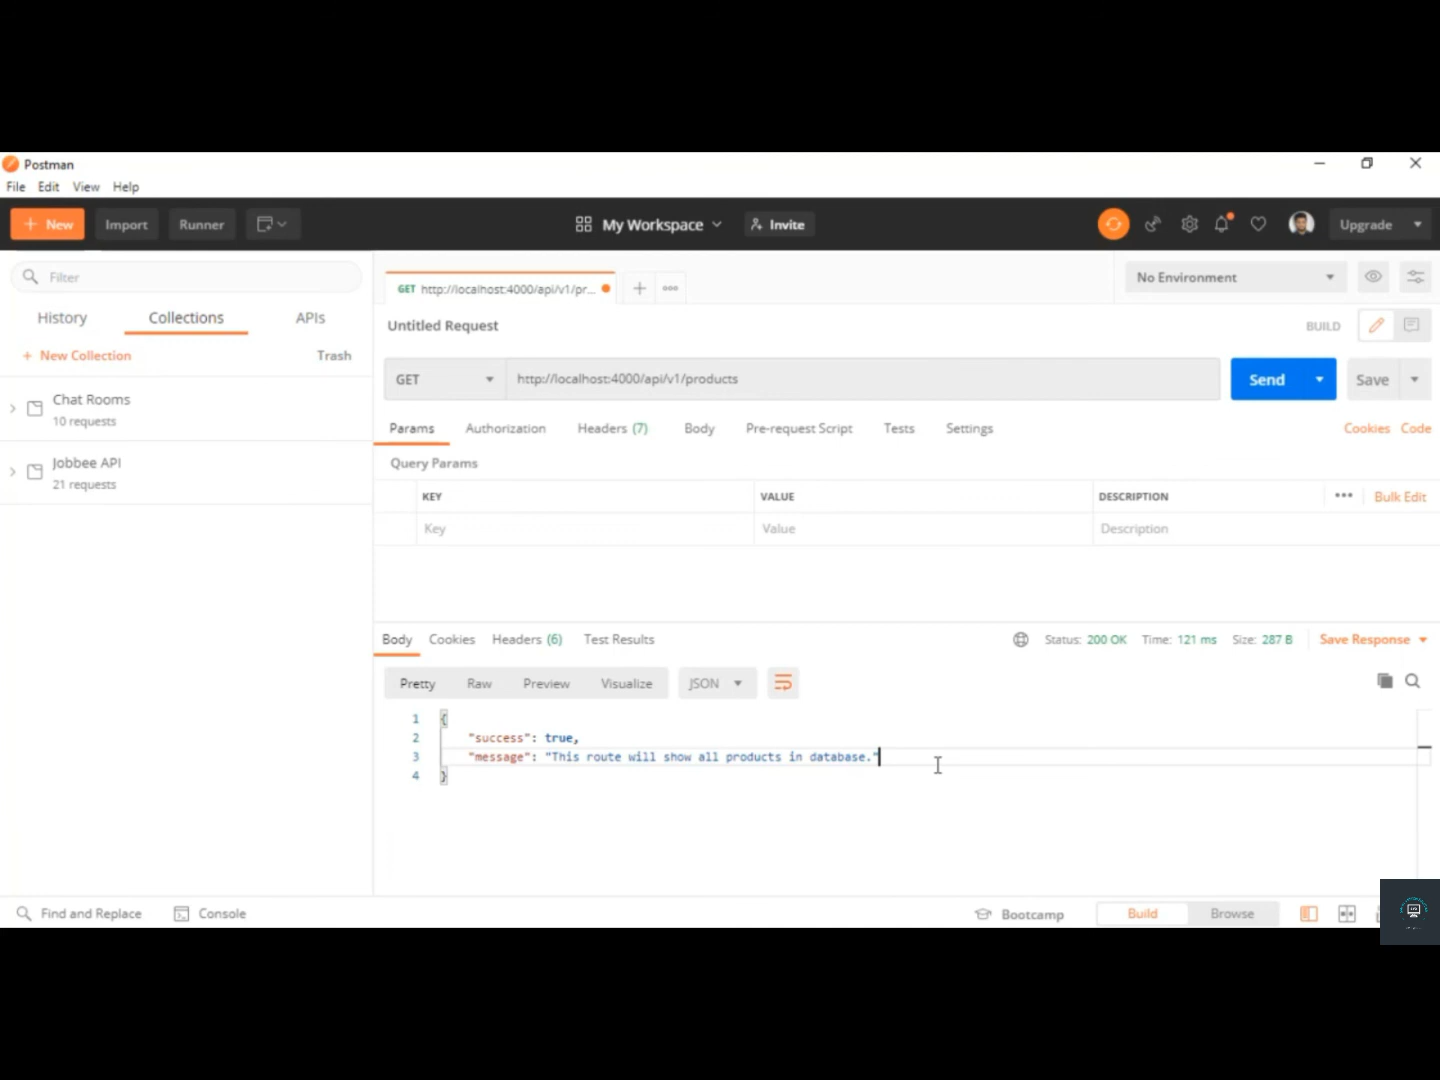 Postman
File Edit View Help
+ New Import Runner My Workspace Invite Upgrade
Filter
History Collections APIs
+ New Collection Trash
Chat Rooms
10 requests
Jobbee API
21 requests
GET http://localhost:4000/api/v1/pr... No Environment
Untitled Request BUILD
GET http://localhost:4000/api/v1/products Send Save
Params Authorization Headers (7) Body Pre-request Script Tests Settings Cookies Code
Query Params
KEY VALUE DESCRIPTION ••• Bulk Edit
Key Value Description
Body Cookies Headers (6) Test Results Status: 200 OK Time: 121 ms Size: 287 B Save Response
Pretty Raw Preview Visualize JSON
1 {
2 "success": true,
3 "message": "This route will show all products in database."
4 }
Find and Replace Console Bootcamp Build Browse